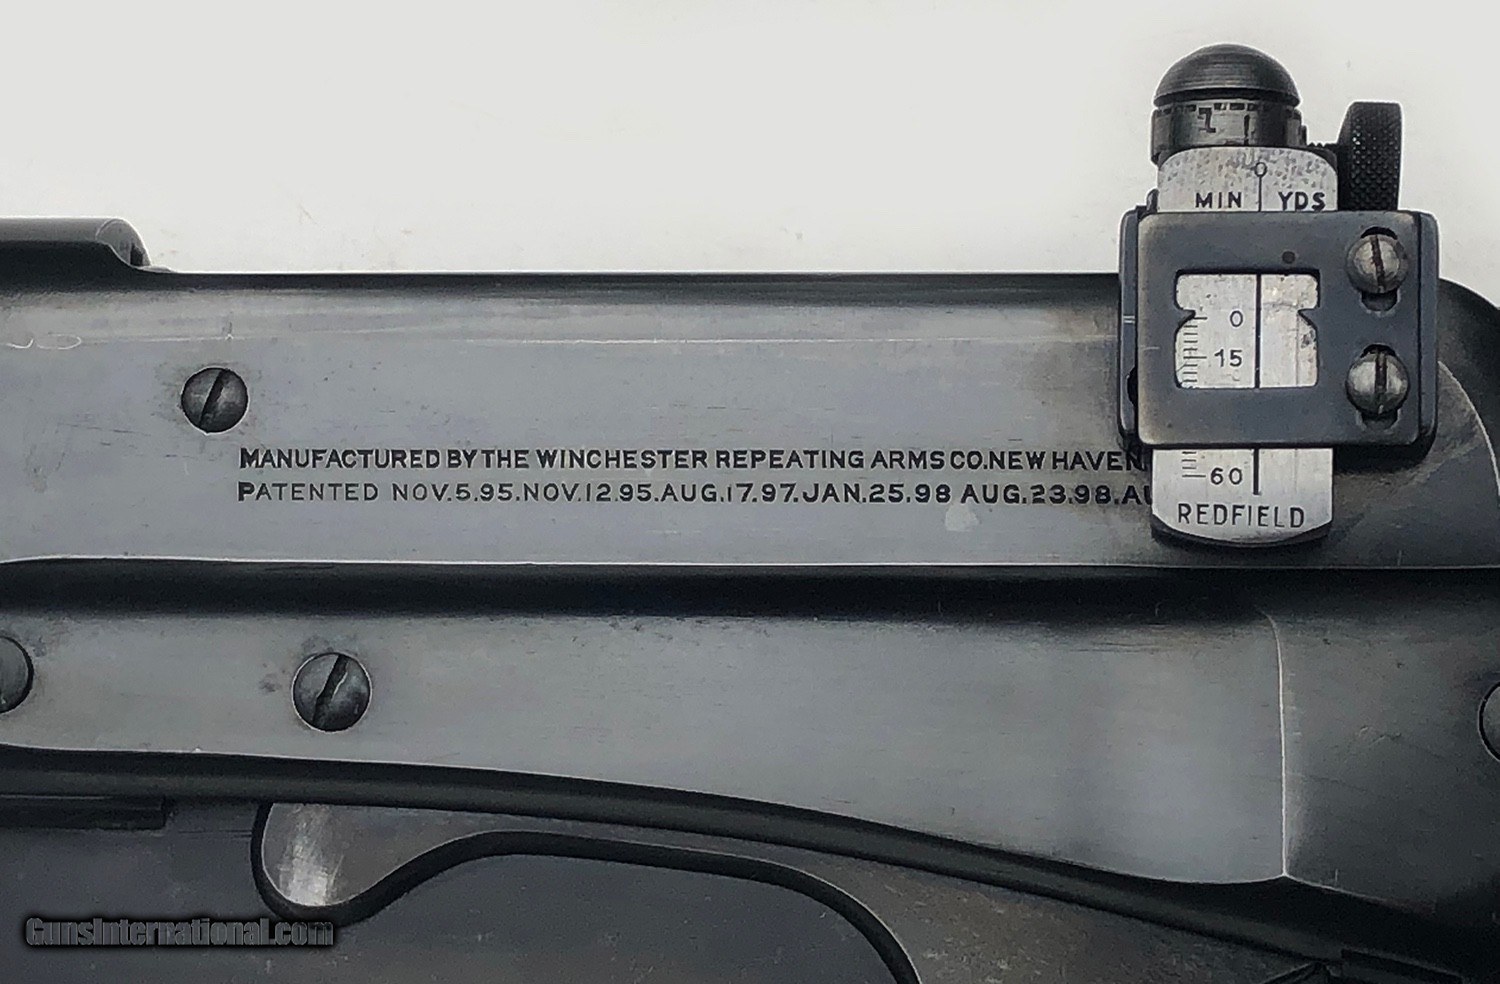 0
MIN YDS
0
15
MANUFACTURED BY THE WINCHESTER REPEATING ARMS CO. NEW HAVEN
PATENTED NOV. 5.95. NOV. 12 95. AUG. 17. 97. JAN. 25. 98 AUG. 23. 98.
60
REDFIELD
GunsInternational.com